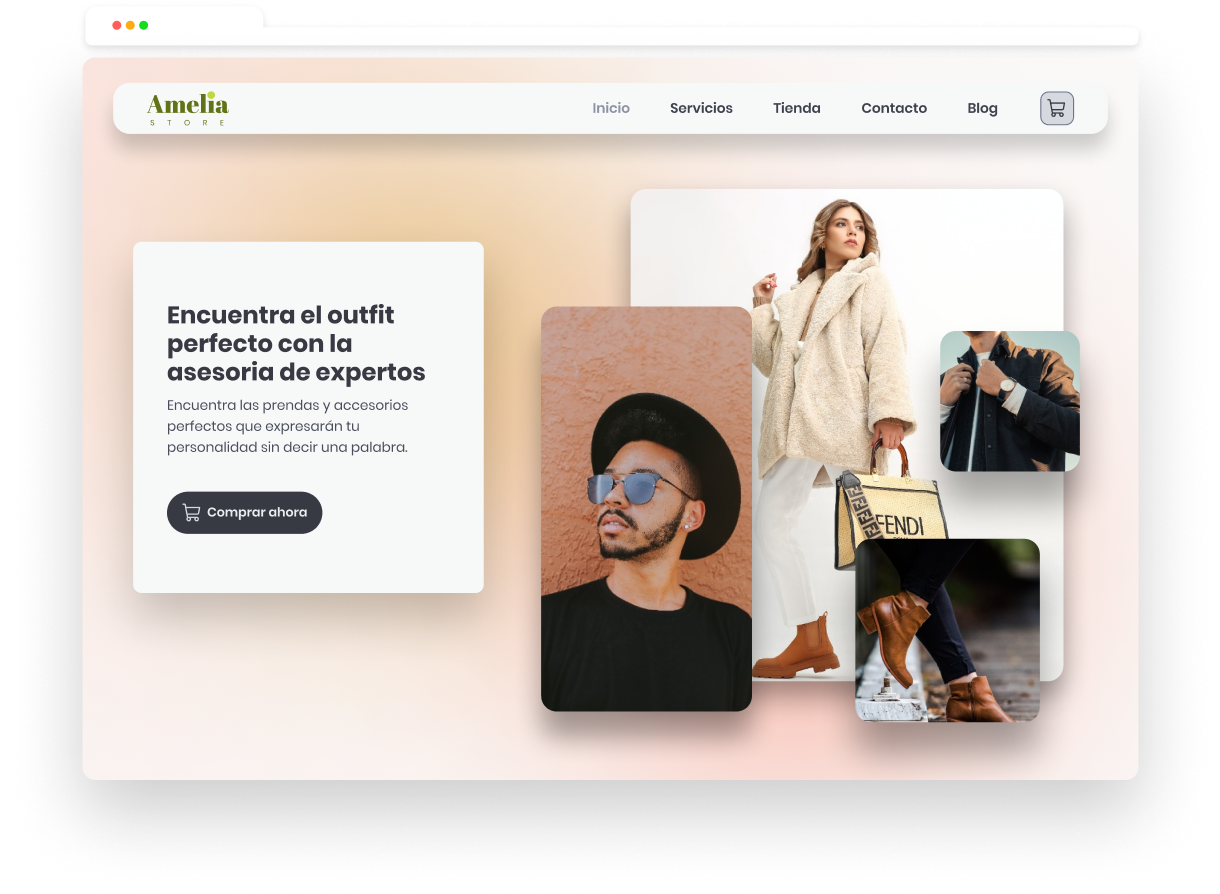 Amelia
STORE
Inicio Servicios Tienda Contacto Blog
Encuentra el outfit
perfecto con la
asesoria de expertos
Encuentra las prendas y accesorios
perfectos que expresarán tu
personalidad sin decir una palabra.
Comprar ahora
FENDI